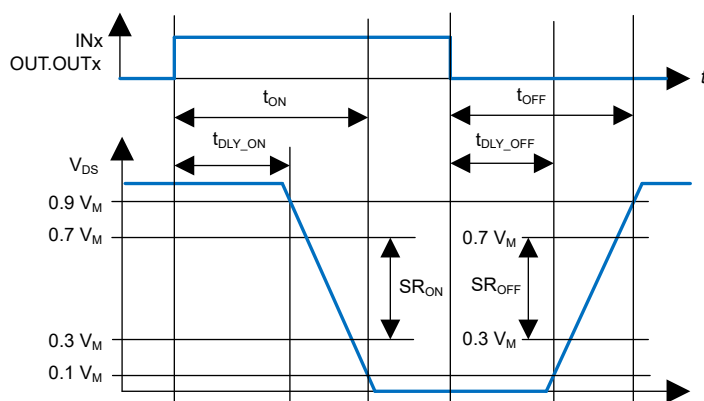 INx
OUT.OUTx
t
tON
tOFF
tDLY_ON
tDLY_OFF
VDS
0.9 VM
0.7 VM
0.7 VM
SRON
SROFF
0.3 VM
0.3 VM
0.1 VM